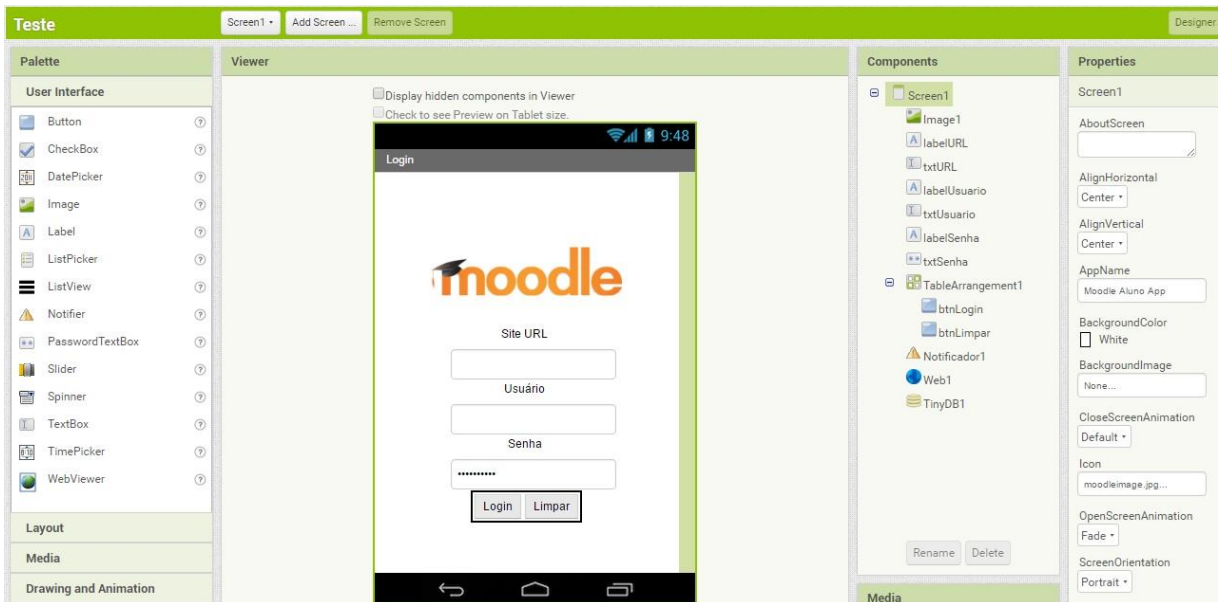 Teste
Screen1
Add Screen ...
Remove Screen
Designer
Palette
User Interface
Button
CheckBox
DatePicker
Image
Label
ListPicker
ListView
Notifier
PasswordTextBox
Slider
Spinner
TextBox
TimePicker
WebViewer
Layout
Media
Drawing and Animation
Viewer
Display hidden components in Viewer
Check to see Preview on Tablet size.
9:48
Login
moodle
Site URL
Usuário
Senha
Login Limpar
Components
Screen1
Image1
labelURL
txtURL
labelUsuario
txtUsuario
labelSenha
txtSenha
TableArrangement1
btnLogin
btnLimpar
Notificador1
Web1
TinyDB1
Rename Delete
Media
Properties
Screen1
AboutScreen
AlignHorizontal
Center
AlignVertical
Center
AppName
Moodle Aluno App
BackgroundColor
White
BackgroundImage
None...
CloseScreenAnimation
Default
Icon
moodleimage.jpg...
OpenScreenAnimation
Fade
ScreenOrientation
Portrait